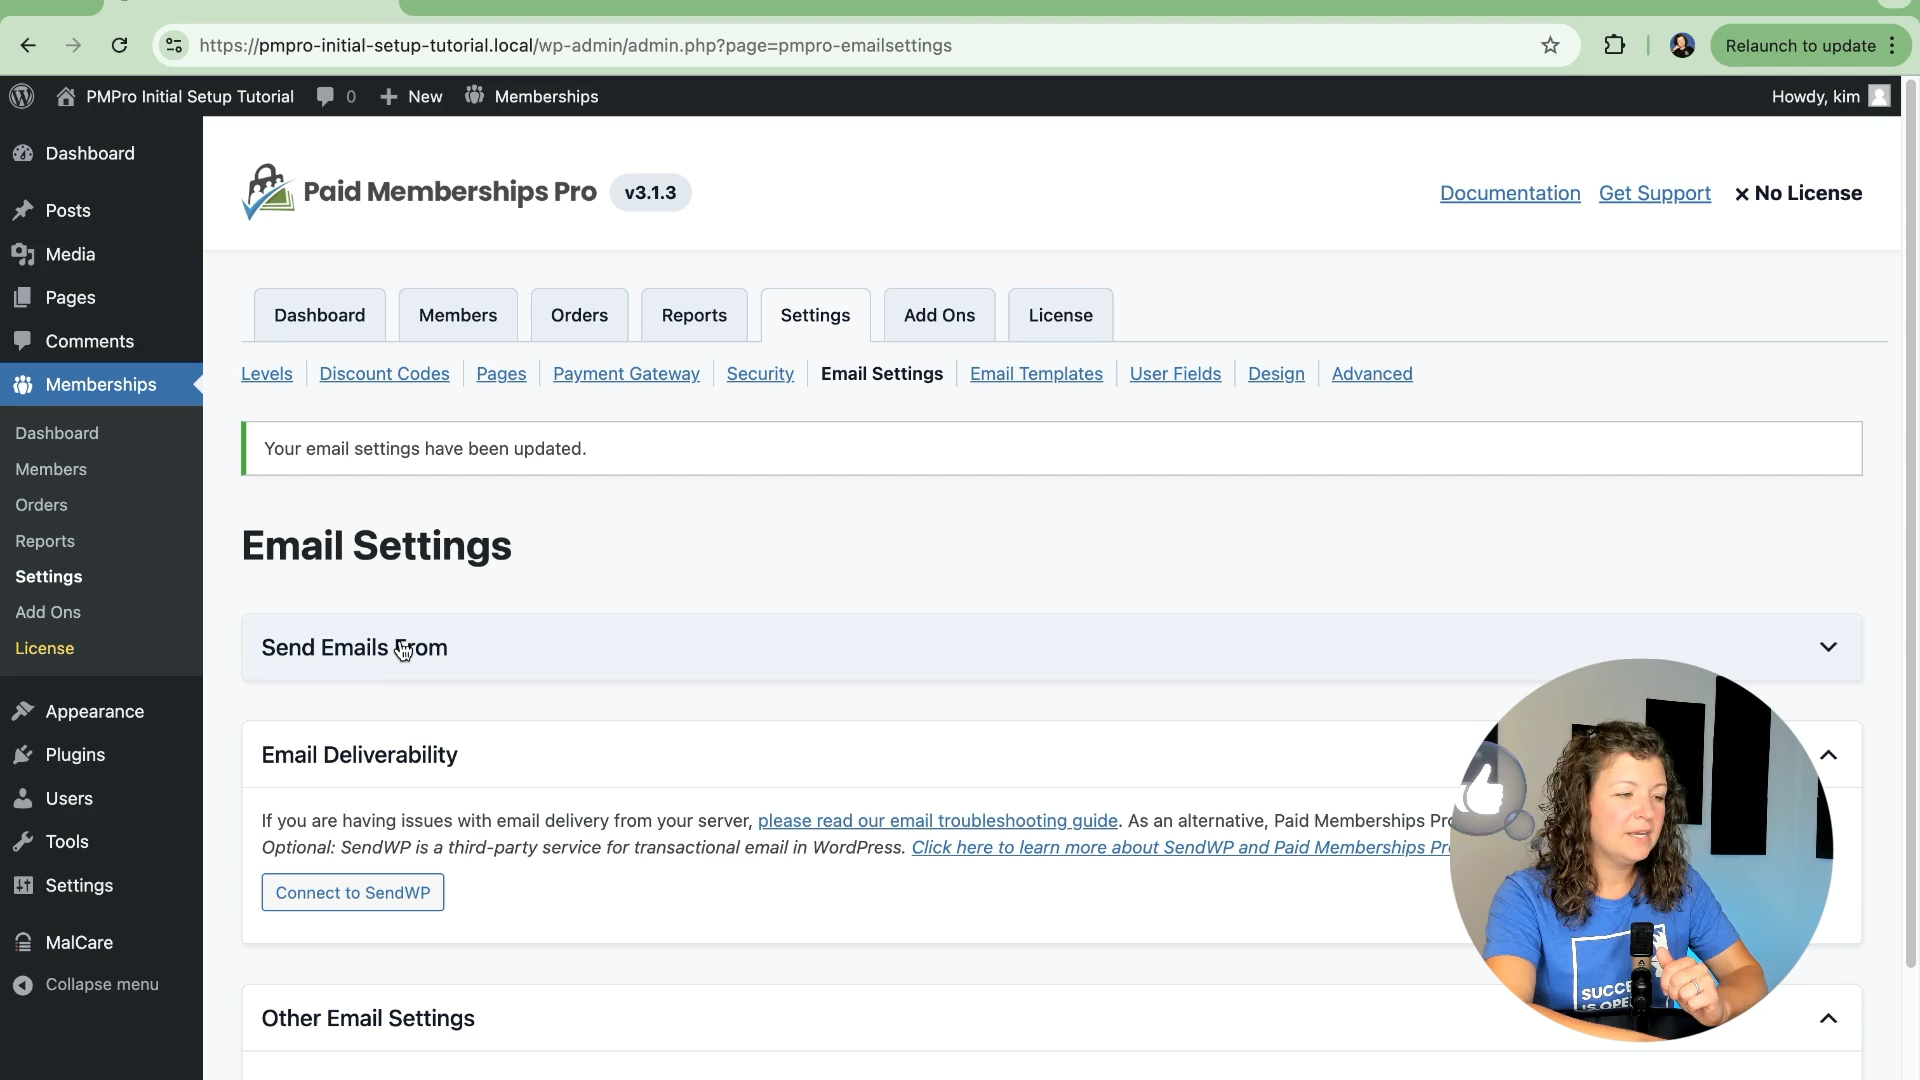 https://pmpro-initial-setup-tutorial.local/wp-admin/admin.php?page=pmpro-emailsettings
Relaunch to update
PMPro Initial Setup Tutorial 0 New Memberships Howdy, kim
Dashboard
Posts
Media
Pages
Comments
Memberships
Dashboard
Members
Orders
Reports
Settings
Add Ons
License
Appearance
Plugins
Users
Tools
Settings
MalCare
Collapse menu
Paid Memberships Pro v3.1.3
Documentation Get Support × No License
Dashboard Members Orders Reports Settings Add Ons License
Levels Discount Codes Pages Payment Gateway Security Email Settings Email Templates User Fields Design Advanced
Your email settings have been updated.
Email Settings
Send Emails From
Email Deliverability
If you are having issues with email delivery from your server, please read our email troubleshooting guide. As an alternative, Paid Memberships
Optional: SendWP is a third-party service for transactional email in WordPress. Click here to learn more about SendWP and Paid Memberships
Connect to SendWP
Other Email Settings